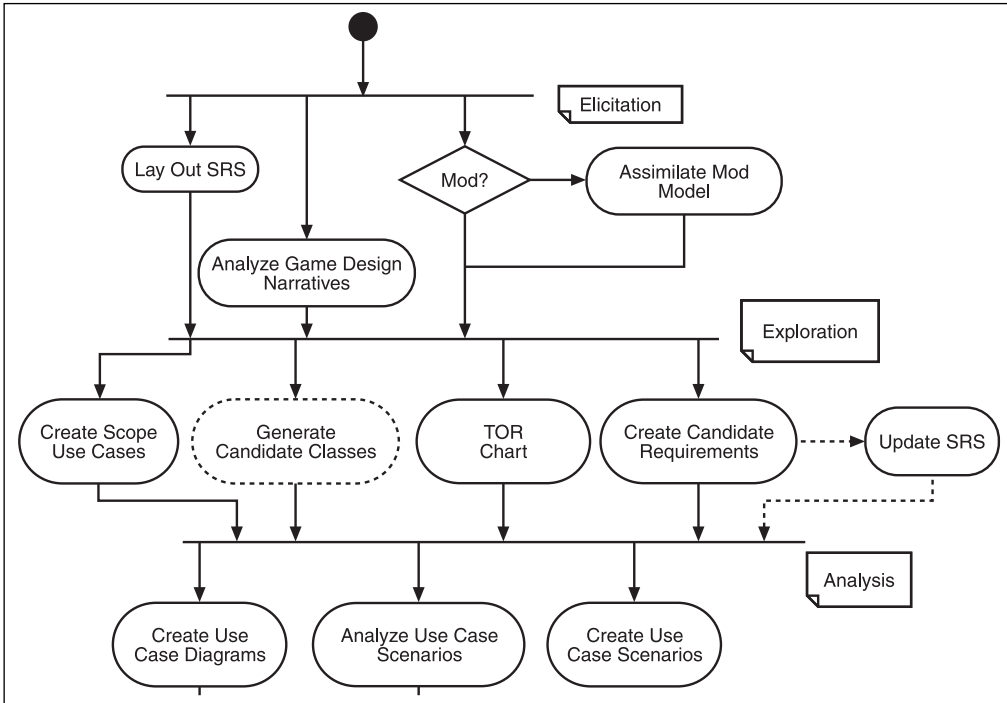 Elicitation
Lay Out SRS
Mod?
Assimilate Mod
Model
Analyze Game Design
Narratives
Exploration
Create Scope
Use Cases
Generate
Candidate Classes
TOR
Chart
Create Candidate
Requirements
Update SRS
Analysis
Create Use
Case Diagrams
Analyze Use Case
Scenarios
Create Use
Case Scenarios